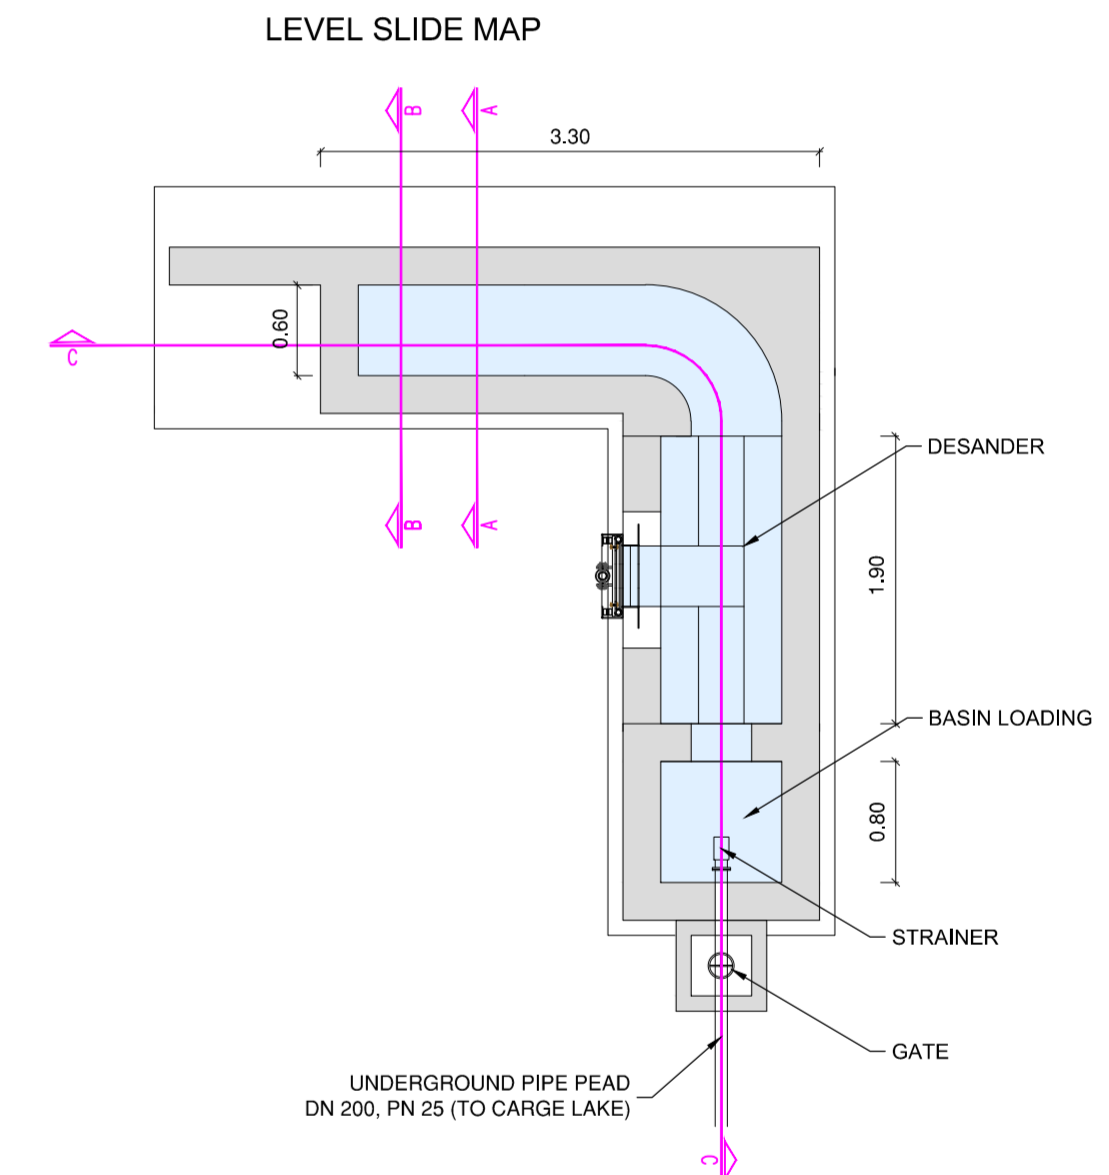 LEVEL SLIDE MAP
B
A
3.30
0.60
C
B
A
DESANDER
1.90
BASIN LOADING
0.80
STRAINER
GATE
UNDERGROUND PIPE PEAD
DN 200, PN 25 (TO CARGE LAKE)
C